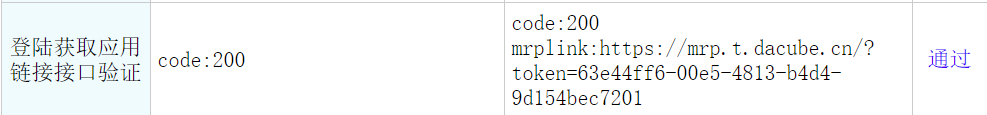 登陆获取应用
链接接口验证
code:200
code:200
mrplink:https://mrp.t.dacube.cn/?
token=63e44ff6-00e5-4813-b4d4-
9d154bec7201
通过